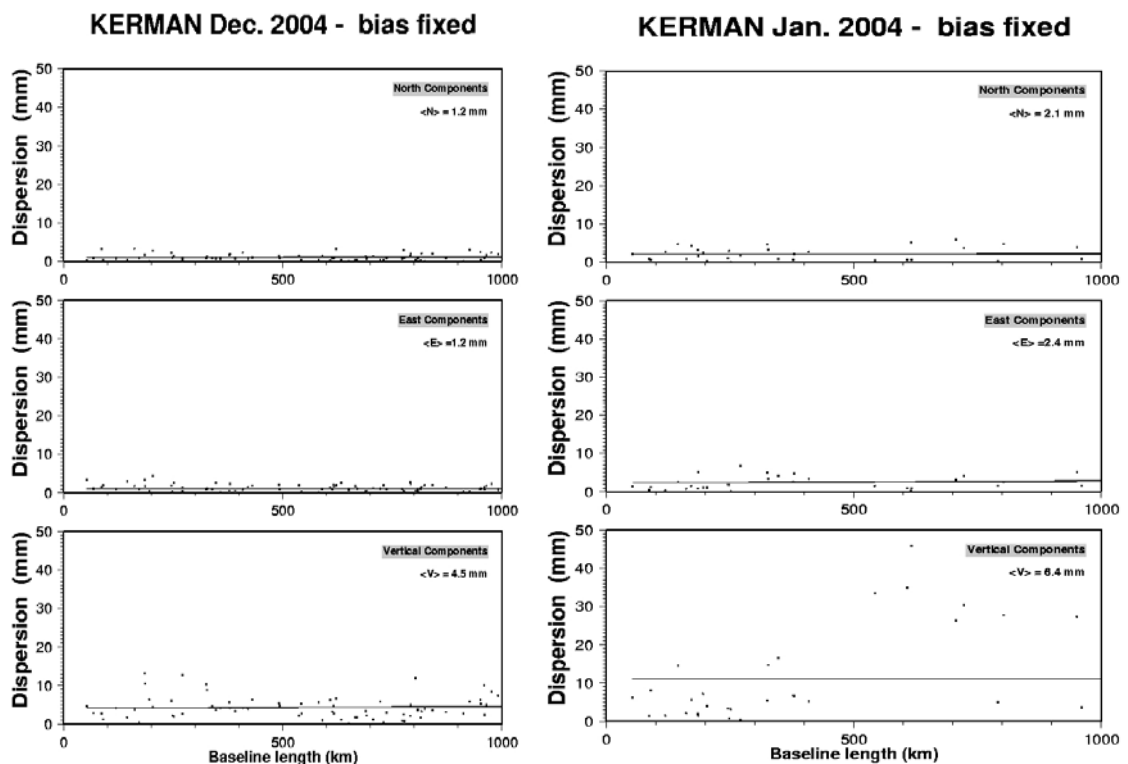 KERMAN Dec. 2004 - bias fixed
Dispersion (mm)
50
40
30
20
10
0
North Components
<N> = 1.2 mm
0
500
1000
Dispersion (mm)
50
40
30
20
10
0
East Components
<E> =1.2 mm
0
500
1000
Dispersion (mm)
50
40
30
20
10
0
Vertical Components
<V> = 4.5 mm
0
500
1000
Baseline length (km)
KERMAN Jan. 2004 - bias fixed
Dispersion (mm)
50
40
30
20
10
0
North Components
<N> = 2.1 mm
0
500
1000
Dispersion (mm)
50
40
30
20
10
0
East Components
<E> =2.4 mm
0
500
1000
Dispersion (mm)
50
40
30
20
10
0
Vertical Components
<V> = 6.4 mm
0
500
1000
Baseline length (km)